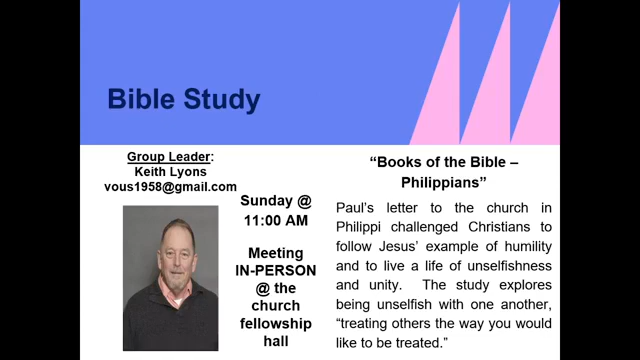 Bible Study
Group Leader:
Keith Lyons
vous1958@gmail.com
Sunday @
11:00 AM
Meeting
IN-PERSON
@ the
church
fellowship
hall
“Books of the Bible –
Philippians”
Paul’s letter to the church in
Philippi challenged Christians to
follow Jesus’ example of humility
and to live a life of unselfishness
and unity. The study explores
being unselfish with one another,
“treating others the way you would
like to be treated.”